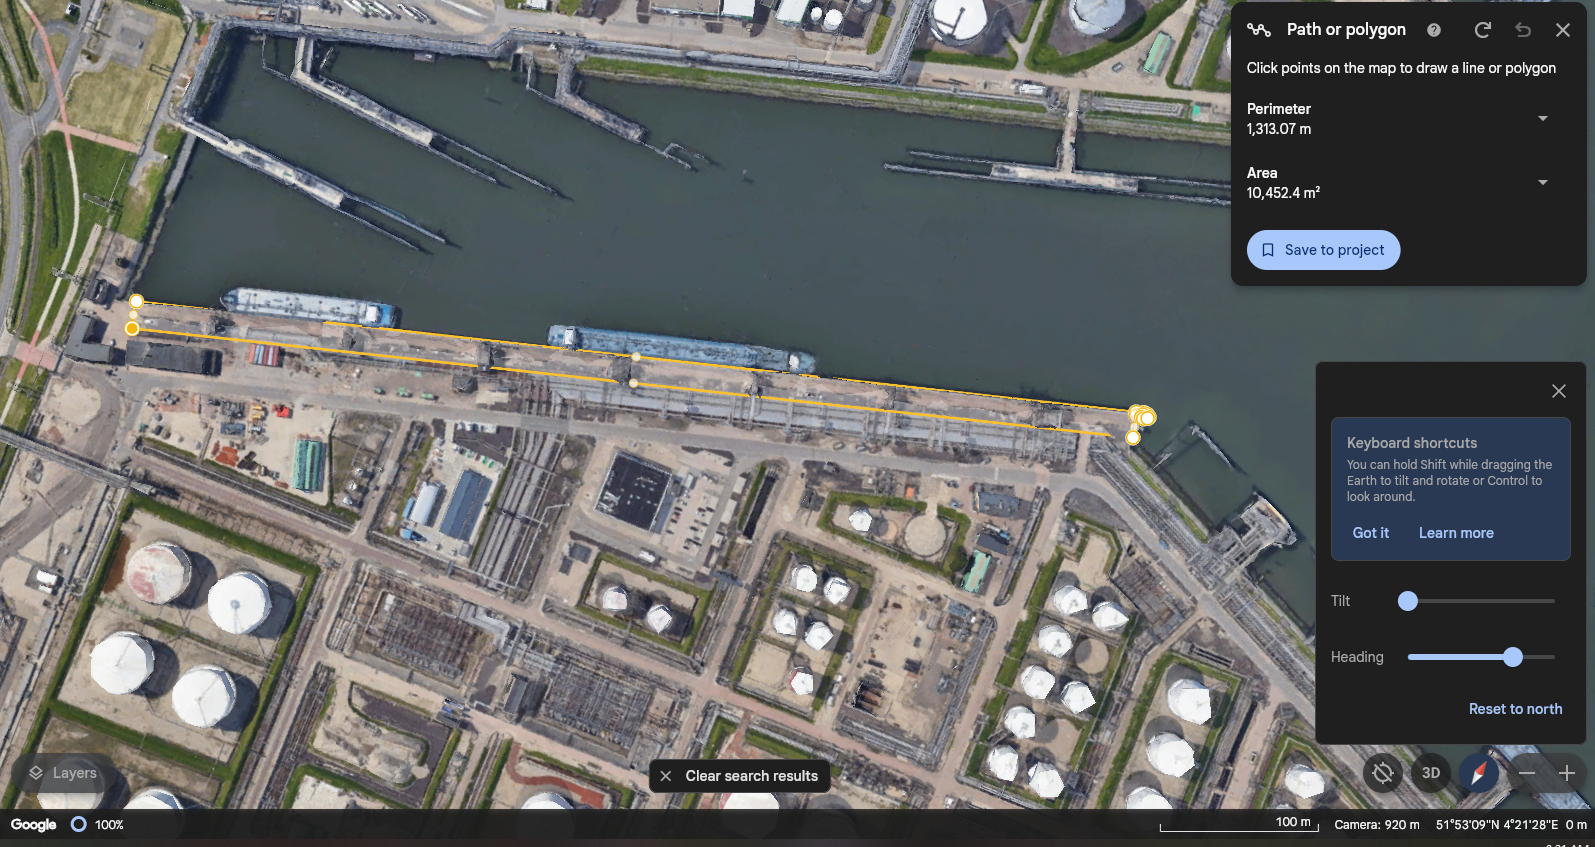 Path or polygon
Click points on the map to draw a line or polygon
Perimeter
1,313.07 m
Area
10,452.4 m²
Save to project
Keyboard shortcuts
You can hold Shift while dragging the
Earth to tilt and rotate or Control to
look around.
Got it Learn more
Tilt
Heading
Reset to north
Layers
Clear search results
3D
Google 100%
100 m
Camera: 920 m 51°53'09"N 4°21'28"E 0 m